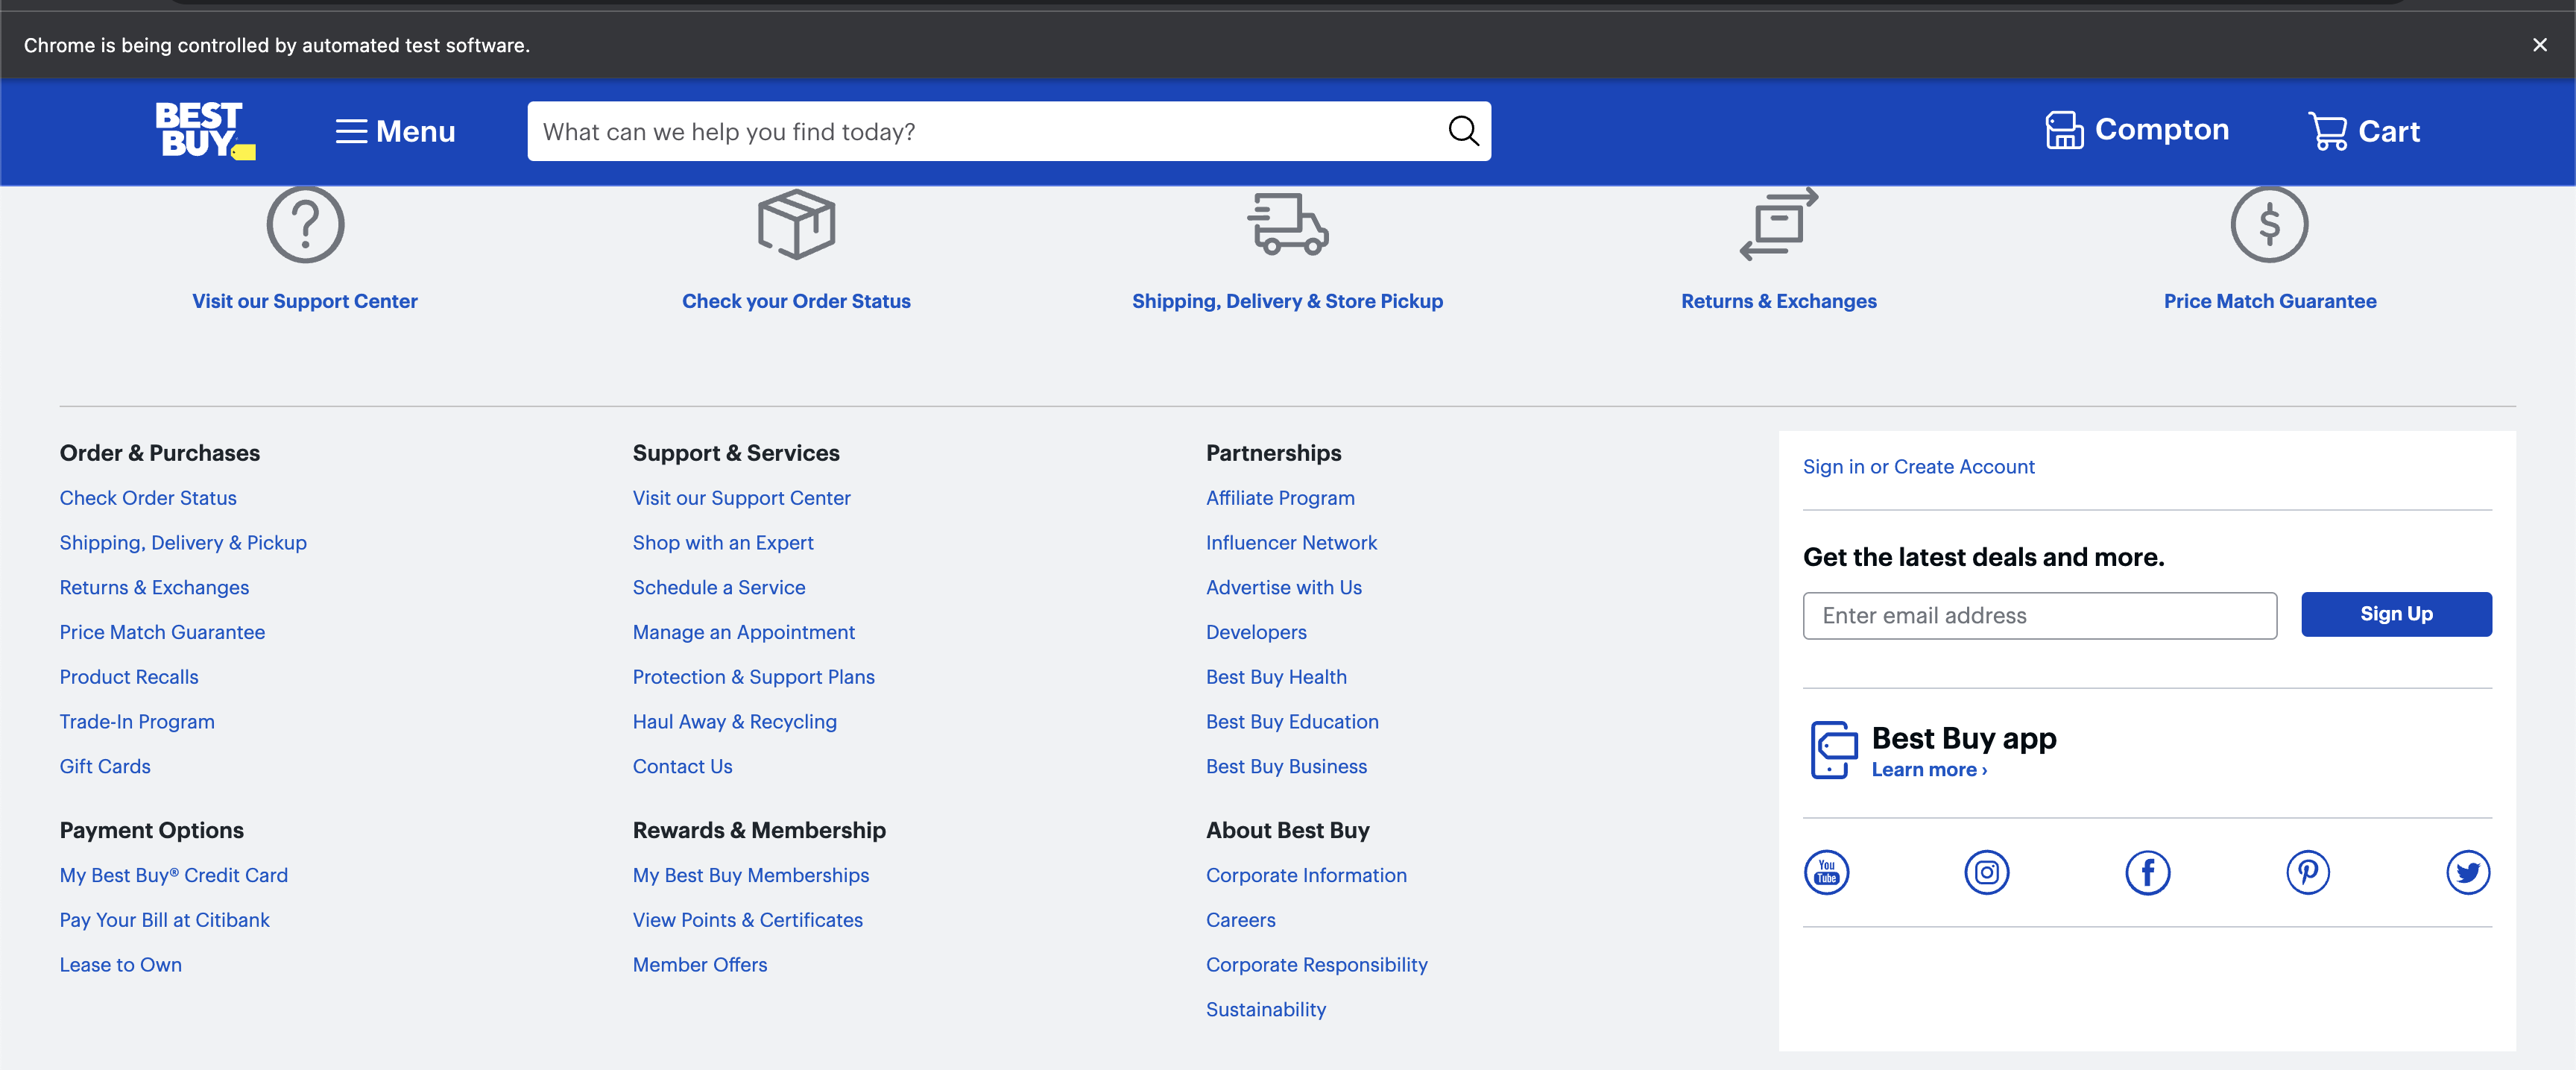 Chrome is being controlled by automated test software.
BEST BUY
Menu
What can we help you find today?
Compton
Cart
Visit our Support Center
Check your Order Status
Shipping, Delivery & Store Pickup
Returns & Exchanges
Price Match Guarantee
Order & Purchases
Check Order Status
Shipping, Delivery & Pickup
Returns & Exchanges
Price Match Guarantee
Product Recalls
Trade-In Program
Gift Cards
Payment Options
My Best Buy® Credit Card
Pay Your Bill at Citibank
Lease to Own
Support & Services
Visit our Support Center
Shop with an Expert
Schedule a Service
Manage an Appointment
Protection & Support Plans
Haul Away & Recycling
Contact Us
Rewards & Membership
My Best Buy Memberships
View Points & Certificates
Member Offers
Partnerships
Affiliate Program
Influencer Network
Advertise with Us
Developers
Best Buy Health
Best Buy Education
Best Buy Business
About Best Buy
Corporate Information
Careers
Corporate Responsibility
Sustainability
Sign in or Create Account
Get the latest deals and more.
Enter email address
Sign Up
Best Buy app
Learn more ›
You Tube